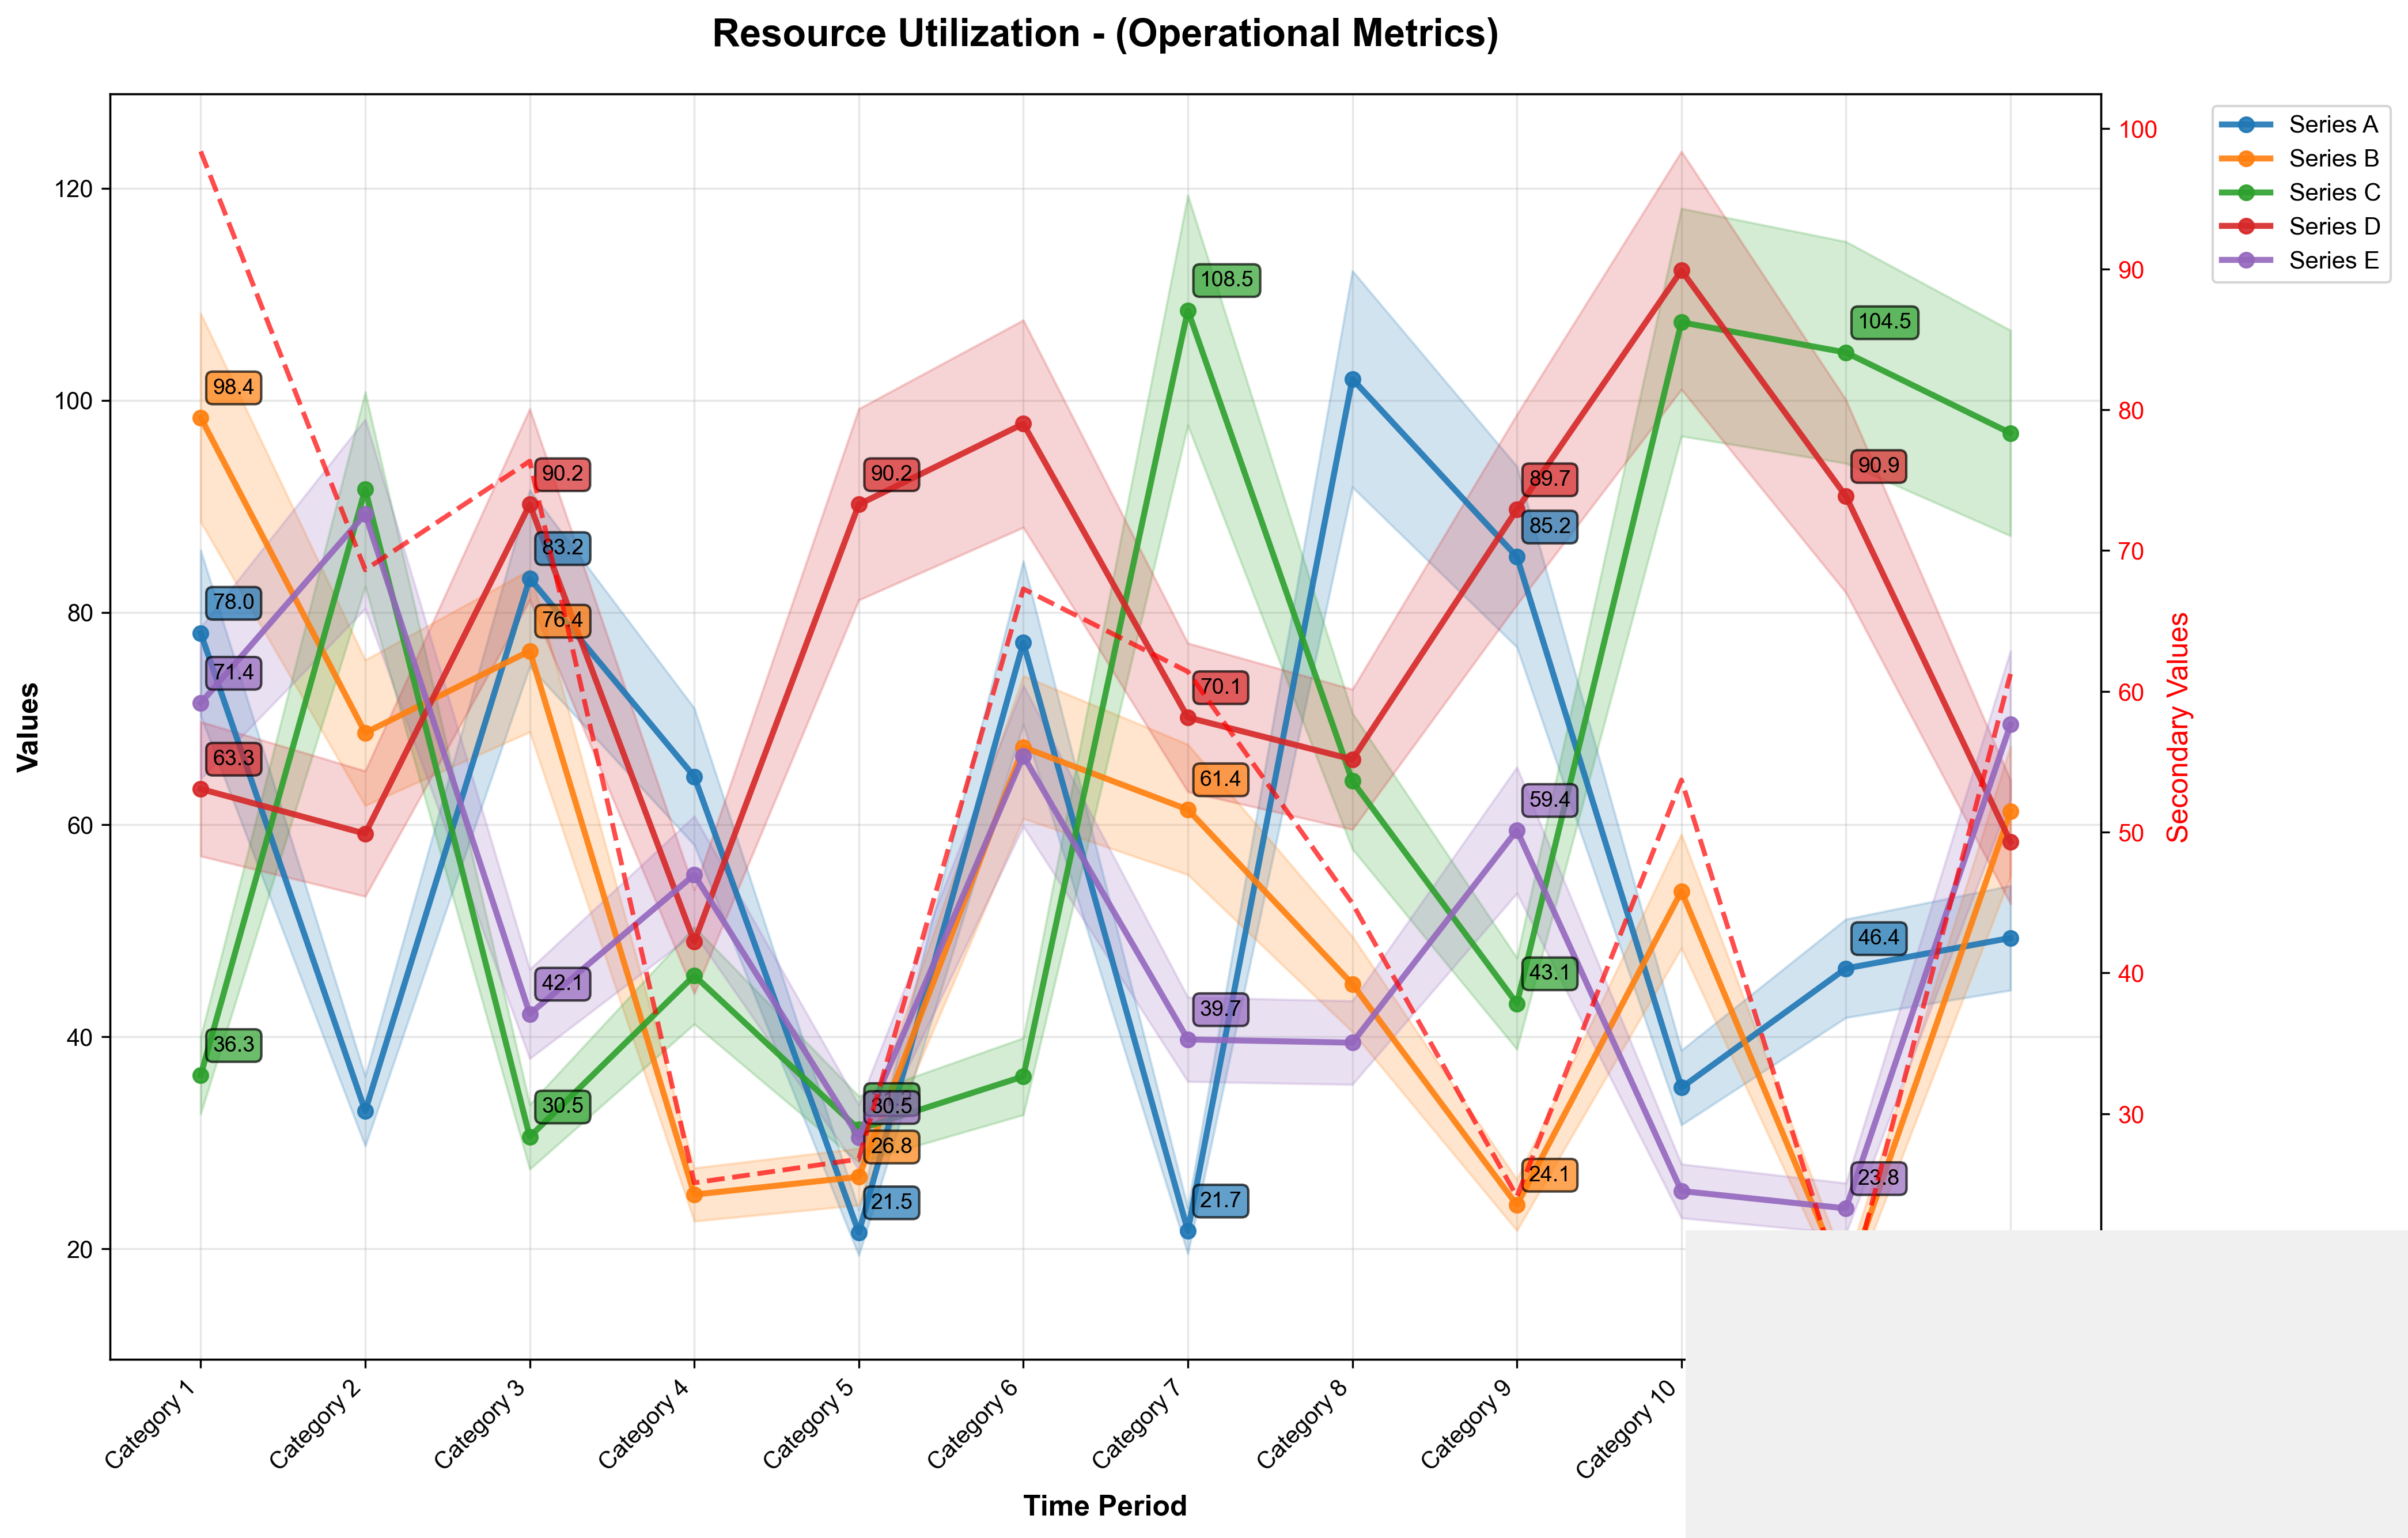 Resource Utilization - (Operational Metrics)
Values
120
100
80
60
40
20
98.4
78.0
71.4
63.3
36.3
90.2
83.2
76.4
42.1
30.5
90.2
30.5
26.8
21.5
108.5
70.1
61.4
39.7
21.7
89.7
85.2
59.4
43.1
24.1
104.5
90.9
46.4
23.8
100
90
80
70
60
50
40
30
Secondary Values
Series A
Series B
Series C
Series D
Series E
Category 1
Category 2
Category 3
Category 4
Category 5
Category 6
Category 7
Category 8
Category 9
Category 10
Time Period